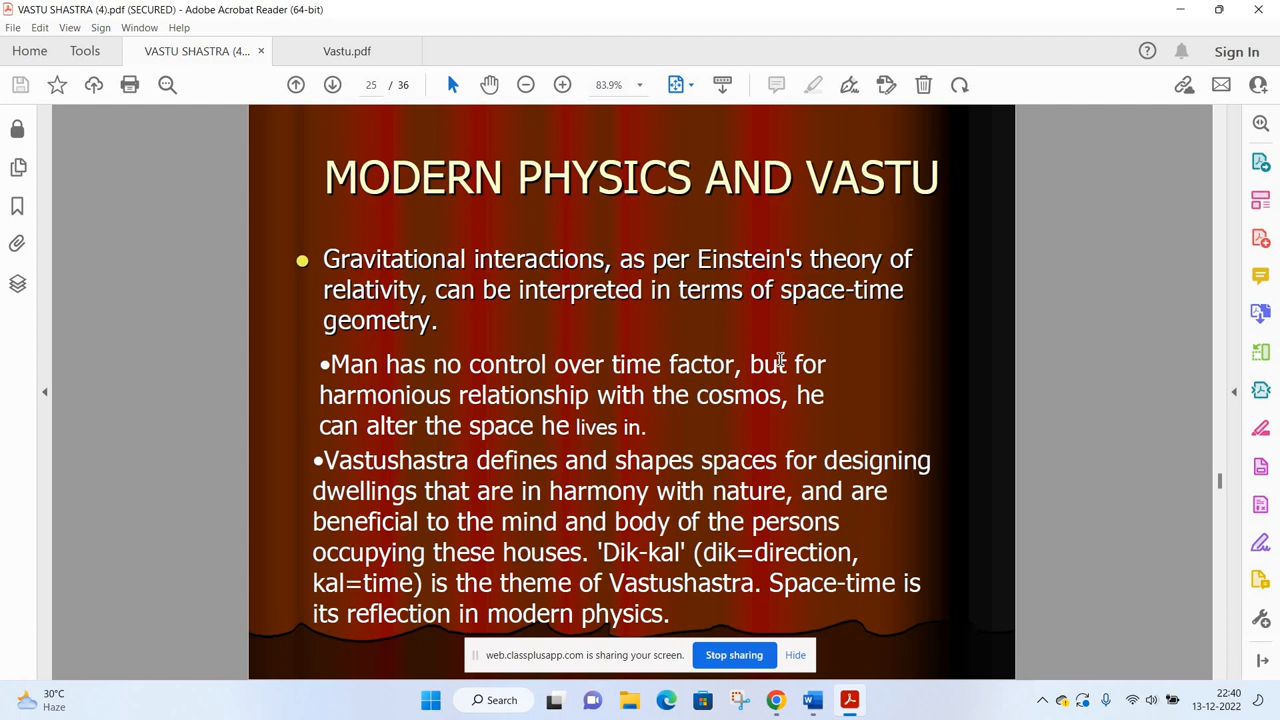 VASTU SHASTRA (4).pdf (SECURED) - Adobe Acrobat Reader (64-bit)
File Edit View Sign Window Help
Home Tools VASTU SHASTRA (4... × Vastu.pdf Sign In
25 / 36 83.9%
MODERN PHYSICS AND VASTU
Gravitational interactions, as per Einstein's theory of
relativity, can be interpreted in terms of space-time
geometry.
•Man has no control over time factor, but for
harmonious relationship with the cosmos, he
can alter the space he lives in.
•Vastushastra defines and shapes spaces for designing
dwellings that are in harmony with nature, and are
beneficial to the mind and body of the persons
occupying these houses. 'Dik-kal' (dik=direction,
kal=time) is the theme of Vastushastra. Space-time is
its reflection in modern physics.
web.classplusapp.com is sharing your screen. Stop sharing Hide
30°C
Haze
Search
22:40
13-12-2022